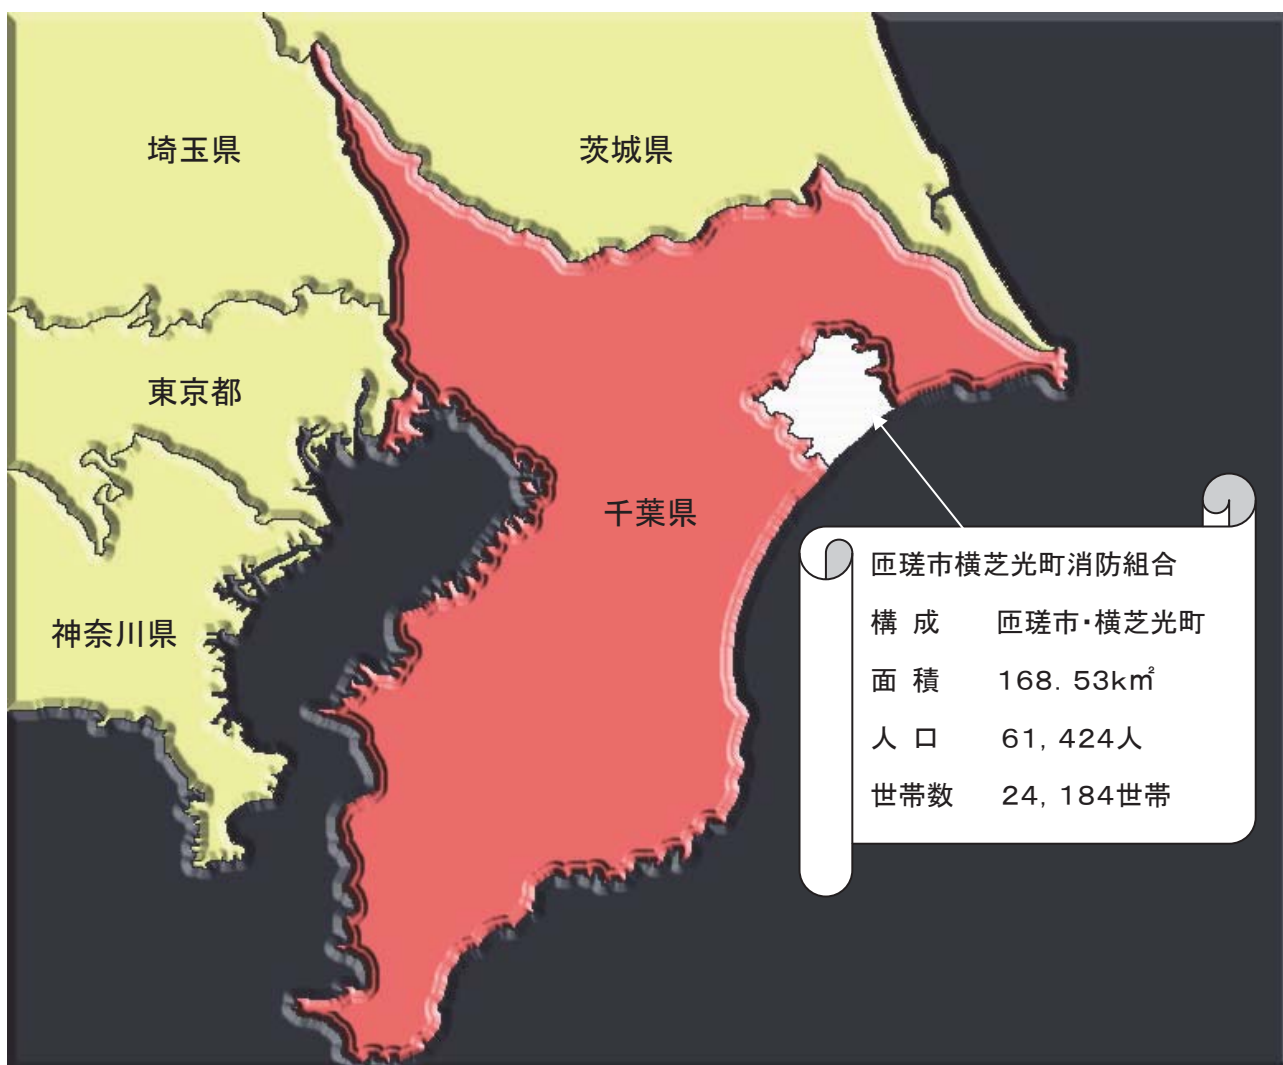 埼玉県
茨城県
東京都
千葉県
神奈川県
匝瑳市横芝光町消防組合
構 成 匝瑳市・横芝光町
面 積 168.53k㎡
人 口 61,424人
世帯数 24,184世帯